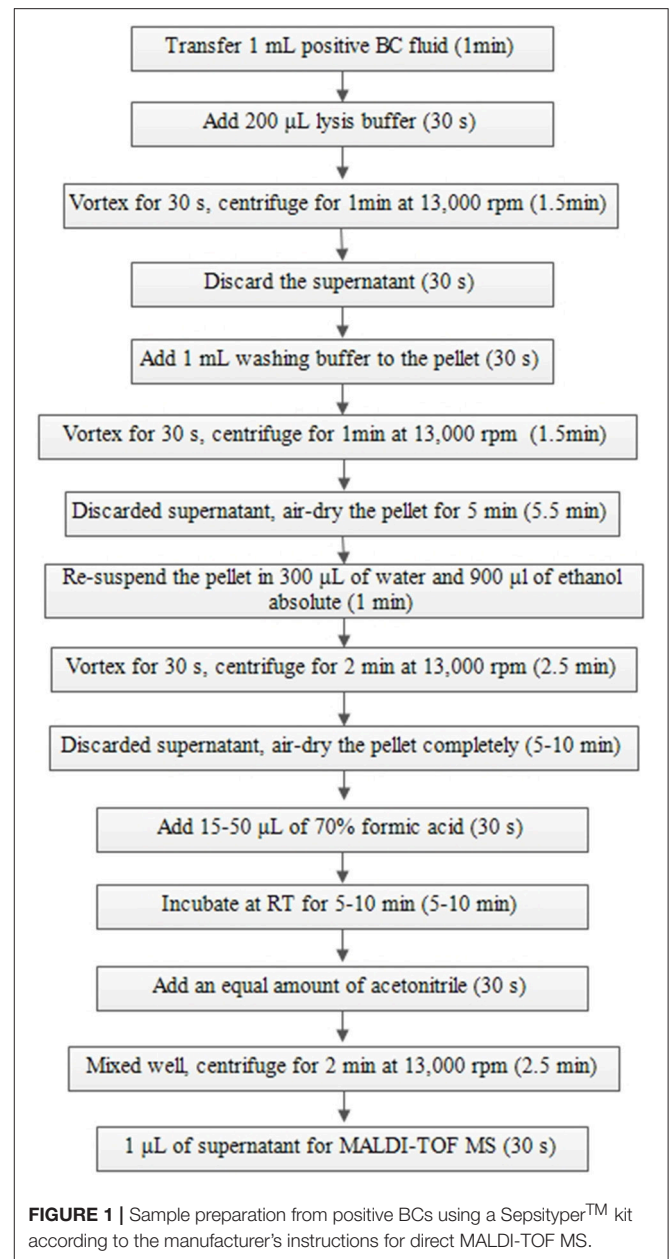 Transfer 1 mL positive BC fluid (1min)
Add 200 µL lysis buffer (30 s)
Vortex for 30 s, centrifuge for 1min at 13,000 rpm (1.5min)
Discard the supernatant (30 s)
Add 1 mL washing buffer to the pellet (30 s)
Vortex for 30 s, centrifuge for 1min at 13,000 rpm (1.5min)
Discarded supernatant, air-dry the pellet for 5 min (5.5 min)
Re-suspend the pellet in 300 µL of water and 900 µl of ethanol
absolute (1 min)
Vortex for 30 s, centrifuge for 2 min at 13,000 rpm (2.5 min)
Discarded supernatant, air-dry the pellet completely (5-10 min)
Add 15-50 µL of 70% formic acid (30 s)
Incubate at RT for 5-10 min (5-10 min)
Add an equal amount of acetonitrile (30 s)
Mixed well, centrifuge for 2 min at 13,000 rpm (2.5 min)
1 µL of supernatant for MALDI-TOF MS (30 s)
FIGURE 1 | Sample preparation from positive BCs using a Sepsityper™ kit
according to the manufacturer's instructions for direct MALDI-TOF MS.